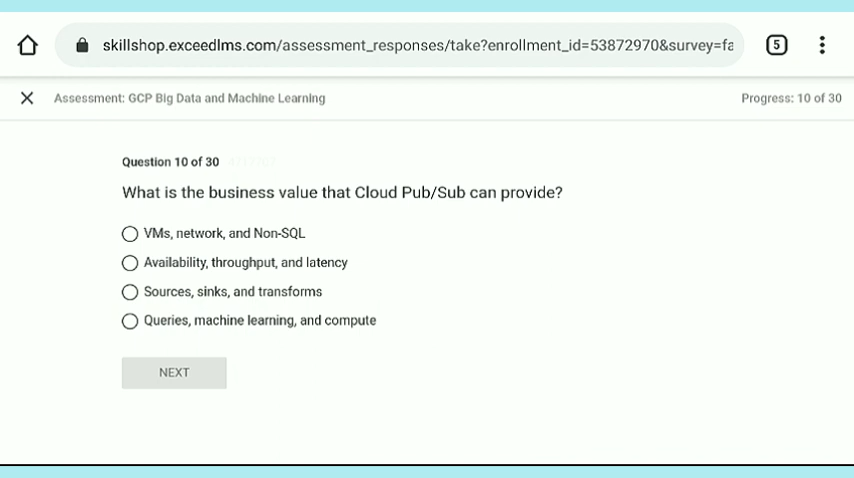 skillshop.exceedlms.com/assessment_responses/take?enrollment_id=53872970&survey=fa
5
Assessment: GCP Big Data and Machine Learning
Progress: 10 of 30
Question 10 of 30
What is the business value that Cloud Pub/Sub can provide?
VMs, network, and Non-SQL
Availability, throughput, and latency
Sources, sinks, and transforms
Queries, machine learning, and compute
NEXT